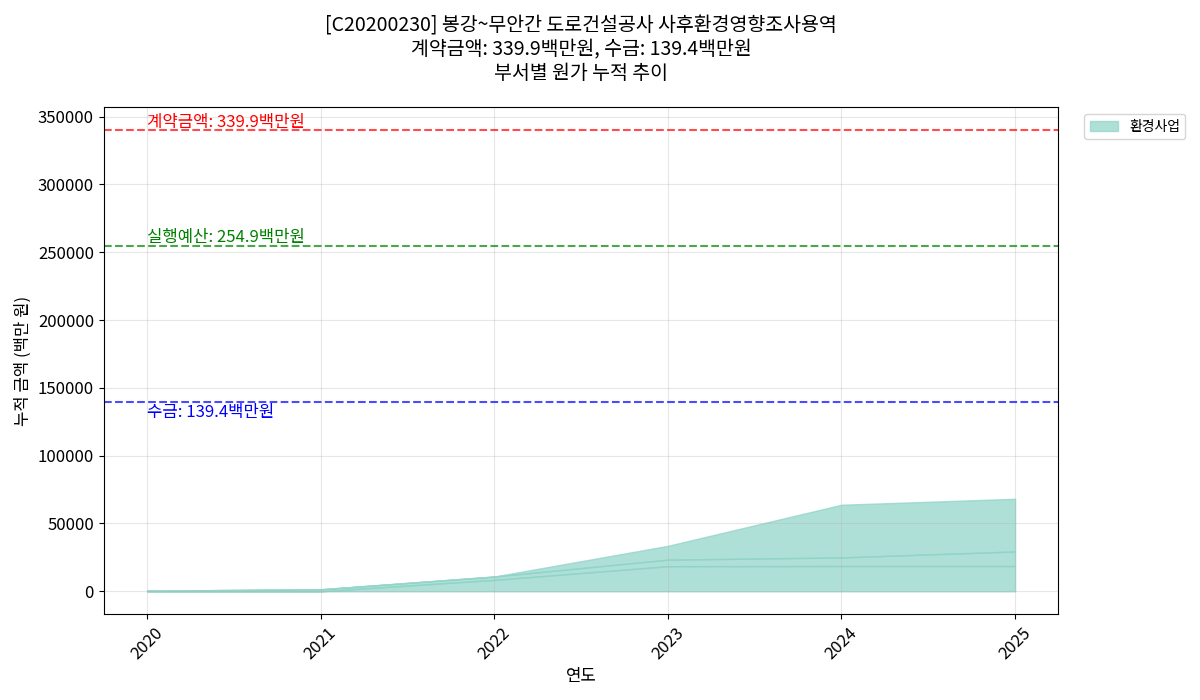 [C20200230] 봉강~무안간 도로건설공사 사후환경영향조사용역
계약금액: 339.9백만원, 수금: 139.4백만원
부서별 원가 누적 추이
환경사업
계약금액: 339.9백만원
실행예산: 254.9백만원
수금: 139.4백만원
누적 금액 (백만 원)
350000
300000
250000
200000
150000
100000
50000
0
2020
2021
2022
2023
2024
2025
연도